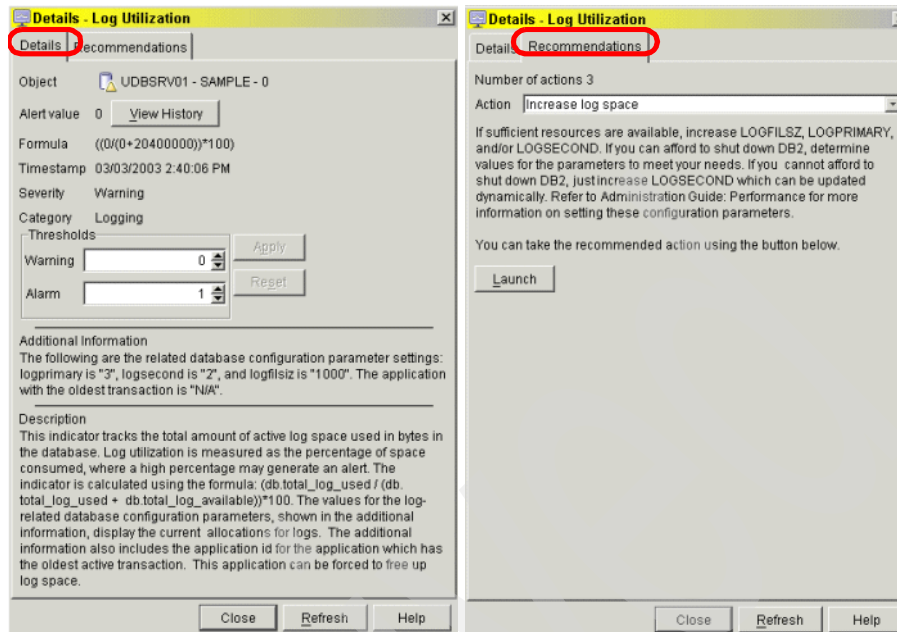 Details - Log Utilization
Details
Recommendations
Object UDBSRV01 - SAMPLE - 0
Alert value 0 View History
Formula ((0/(0+20400000))*100)
Timestamp 03/03/2003 2:40:06 PM
Severity Warning
Category Logging
Thresholds
Warning 0
Apply
Alarm 1
Reset
Additional Information
The following are the related database configuration parameter settings:
logprimary is "3", logsecond is "2", and logfilsiz is "1000". The application
with the oldest transaction is "N/A".
Description
This indicator tracks the total amount of active log space used in bytes in
the database. Log utilization is measured as the percentage of space
consumed, where a high percentage may generate an alert. The
indicator is calculated using the formula: (db.total_log_used / (db.
total_log_used + db.total_log_available))*100. The values for the log-
related database configuration parameters, shown in the additional
information, display the current allocations for logs. The additional
information also includes the application id for the application which has
the oldest active transaction. This application can be forced to free up
log space.
Close Refresh Help
Details - Log Utilization
Details
Recommendations
Number of actions 3
Action Increase log space
If sufficient resources are available, increase LOGFILSZ, LOGPRIMARY,
and/or LOGSECOND. If you can afford to shut down DB2, determine
values for the parameters to meet your needs. If you cannot afford to
shut down DB2, just increase LOGSECOND which can be updated
dynamically. Refer to Administration Guide: Performance for more
information on setting these configuration parameters.
You can take the recommended action using the button below.
Launch
Close Refresh Help